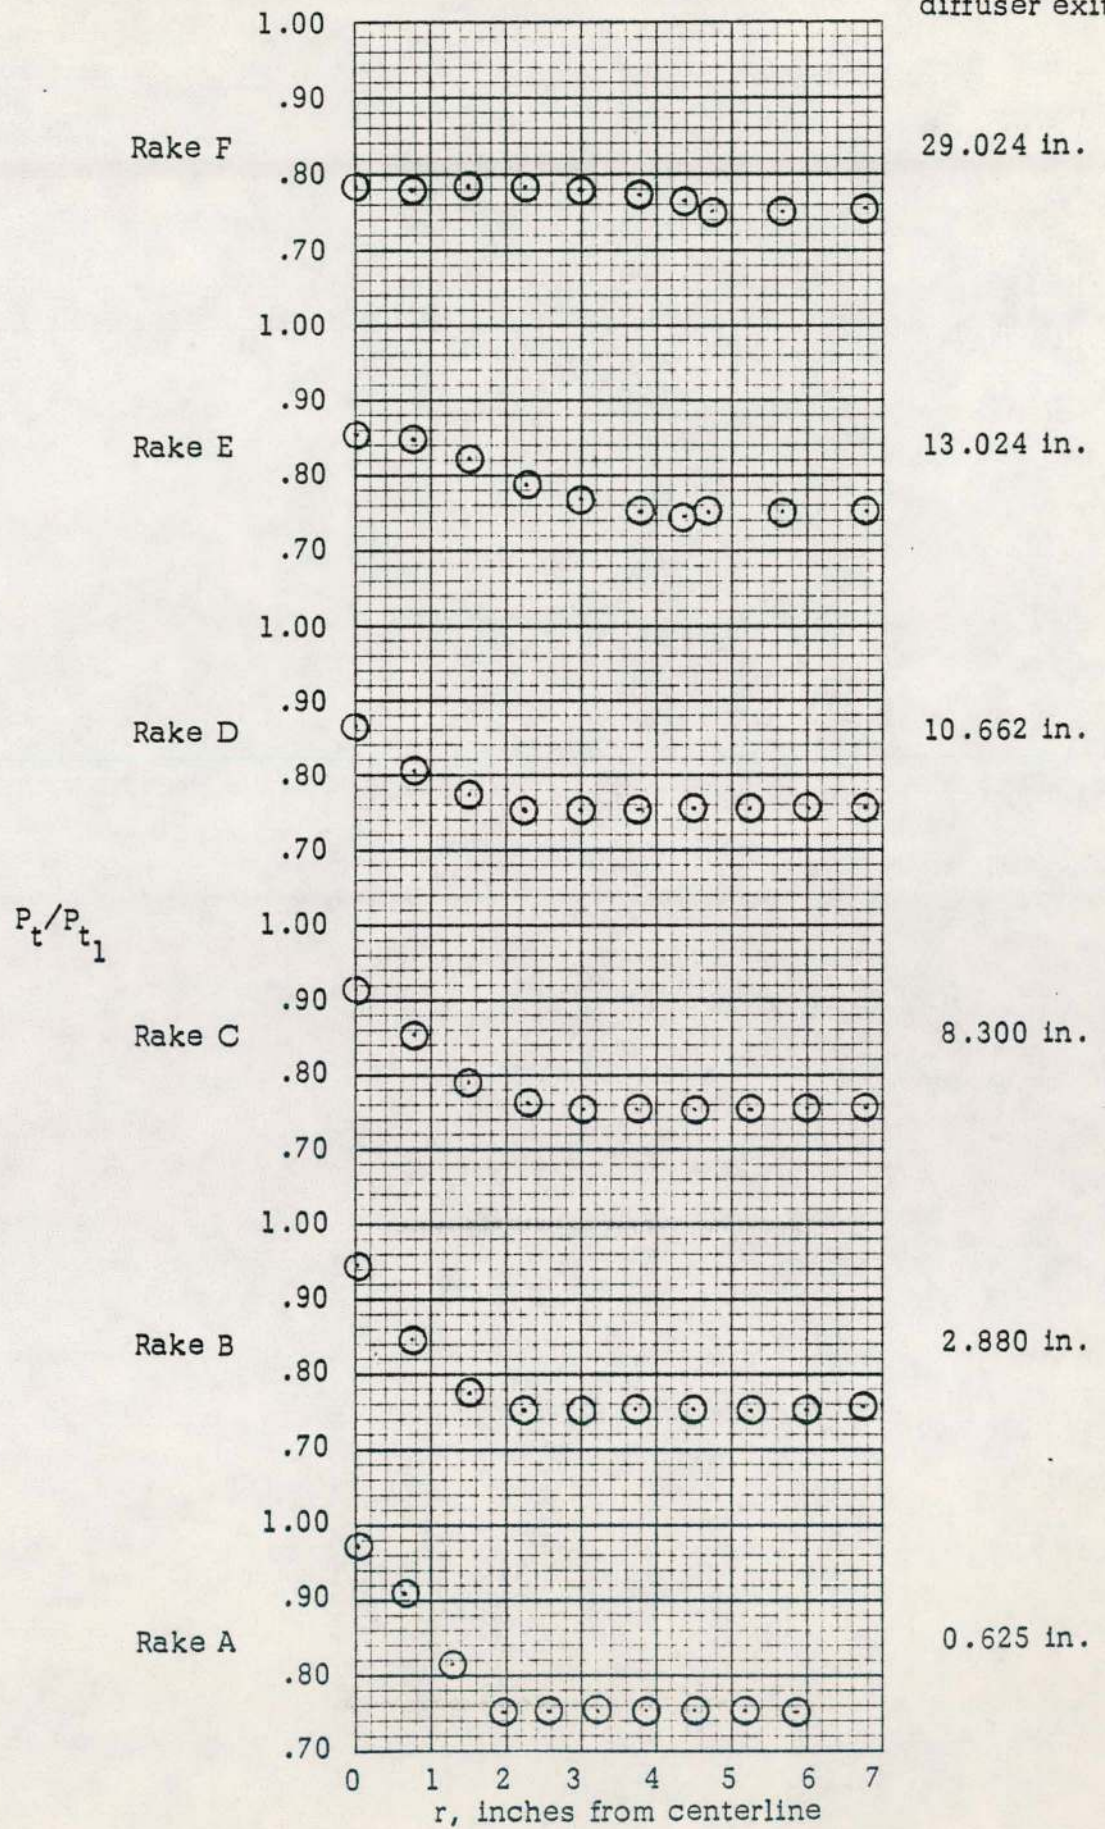 diffuser exit
1.00
.90
Rake F 29.024 in.
.80
.70
1.00
.90
Rake E 13.024 in.
.80
.70
1.00
.90
Rake D 10.662 in.
.80
.70
P_t/P_t_1
1.00
.90
Rake C 8.300 in.
.80
.70
1.00
.90
Rake B 2.880 in.
.80
.70
1.00
.90
Rake A 0.625 in.
.80
.70
0 1 2 3 4 5 6 7
r, inches from centerline